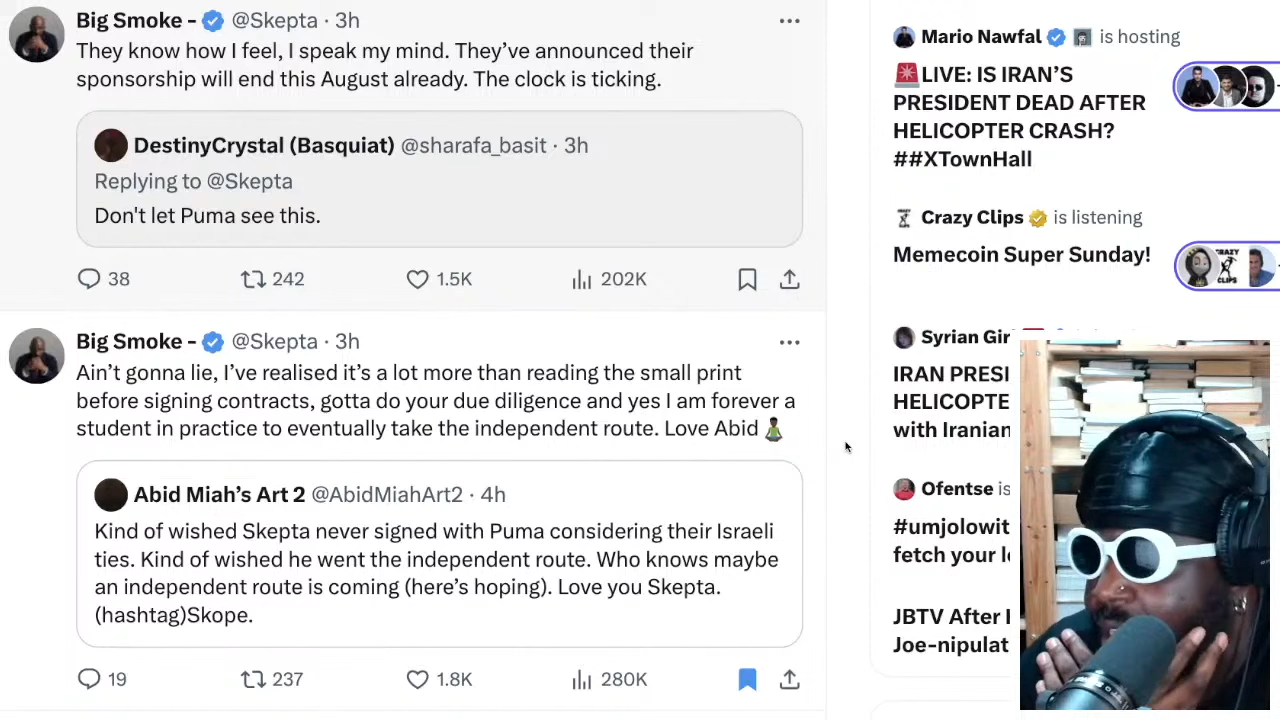 Big Smoke - @Skepta · 3h
They know how I feel, I speak my mind. They've announced their
sponsorship will end this August already. The clock is ticking.
DestinyCrystal (Basquiat) @sharafa_basit · 3h
Replying to @Skepta
Don't let Puma see this.
38 242 1.5K 202K
Big Smoke - @Skepta · 3h
Ain't gonna lie, I've realised it's a lot more than reading the small print
before signing contracts, gotta do your due diligence and yes I am forever a
student in practice to eventually take the independent route. Love Abid
Abid Miah's Art 2 @AbidMiahArt2 · 4h
Kind of wished Skepta never signed with Puma considering their Israeli
ties. Kind of wished he went the independent route. Who knows maybe
an independent route is coming (here's hoping). Love you Skepta.
(hashtag)Skope.
19 237 1.8K 280K
Mario Nawfal is hosting
LIVE: IS IRAN'S
PRESIDENT DEAD AFTER
HELICOPTER CRASH?
##XTownHall
Crazy Clips is listening
Memecoin Super Sunday!
CRAZY
CLIPS
Syrian Gir
IRAN PRESI
HELICOPTE
with Iranian
Ofentse is
#umjolowit
fetch your l
JBTV After
Joe-nipulat